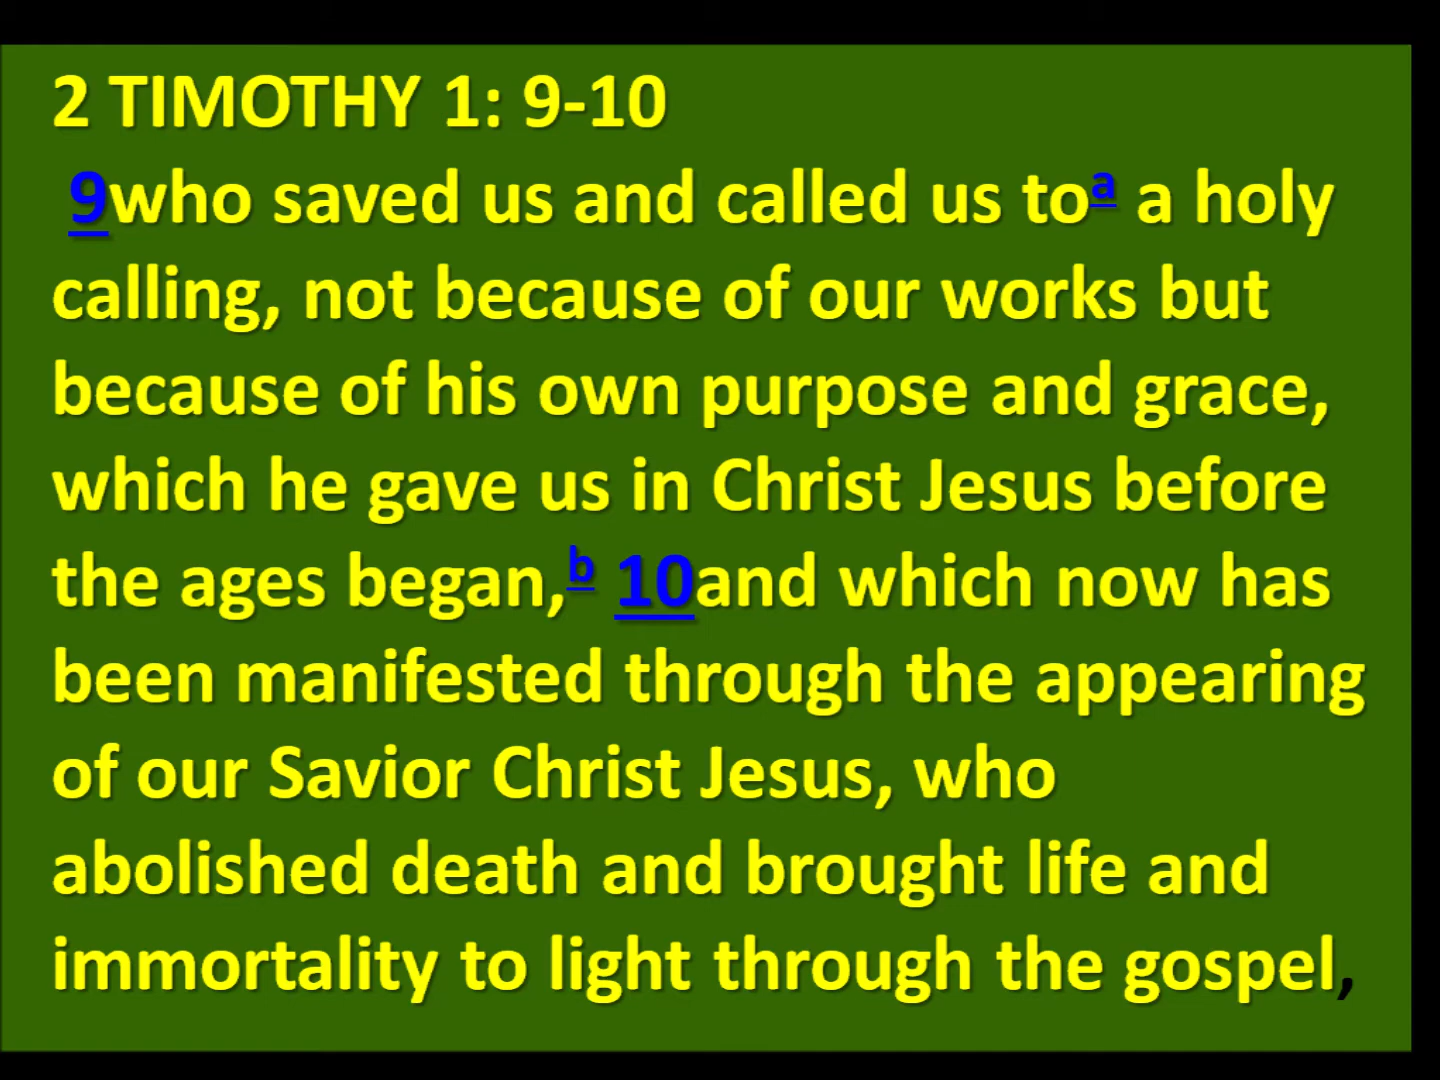 2 TIMOTHY 1: 9-10
9who saved us and called us toa a holy
calling, not because of our works but
because of his own purpose and grace,
which he gave us in Christ Jesus before
the ages began,b 10and which now has
been manifested through the appearing
of our Savior Christ Jesus, who
abolished death and brought life and
immortality to light through the gospel,